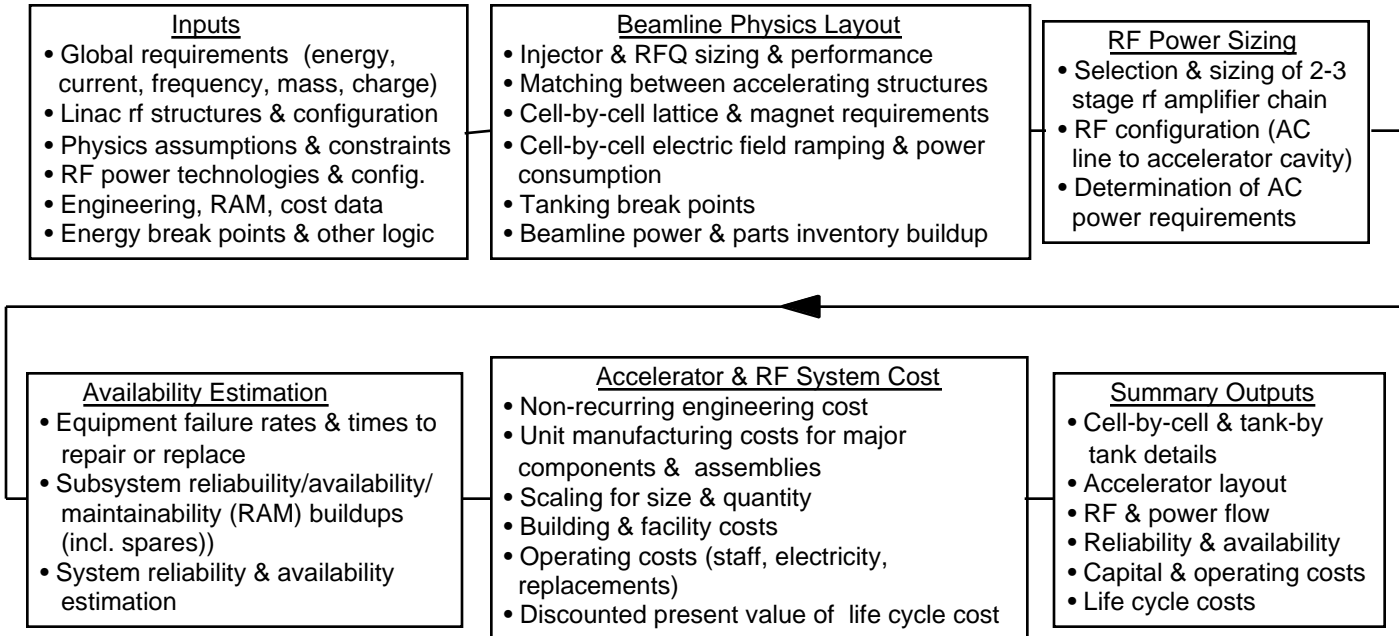 Inputs
• Global requirements (energy,
current, frequency, mass, charge)
• Linac rf structures & configuration
• Physics assumptions & constraints
• RF power technologies & config.
• Engineering, RAM, cost data
• Energy break points & other logic
Beamline Physics Layout
• Injector & RFQ sizing & performance
• Matching between accelerating structures
• Cell-by-cell lattice & magnet requirements
• Cell-by-cell electric field ramping & power
consumption
• Tanking break points
• Beamline power & parts inventory buildup
RF Power Sizing
• Selection & sizing of 2-3
stage rf amplifier chain
• RF configuration (AC
line to accelerator cavity)
• Determination of AC
power requirements
Availability Estimation
• Equipment failure rates & times to
repair or replace
• Subsystem reliabuility/availability/
maintainability (RAM) buildups
(incl. spares))
• System reliability & availability
estimation
Accelerator & RF System Cost
• Non-recurring engineering cost
• Unit manufacturing costs for major
components & assemblies
• Scaling for size & quantity
• Building & facility costs
• Operating costs (staff, electricity,
replacements)
• Discounted present value of life cycle cost
Summary Outputs
• Cell-by-cell & tank-by
tank details
• Accelerator layout
• RF & power flow
• Reliability & availability
• Capital & operating costs
• Life cycle costs